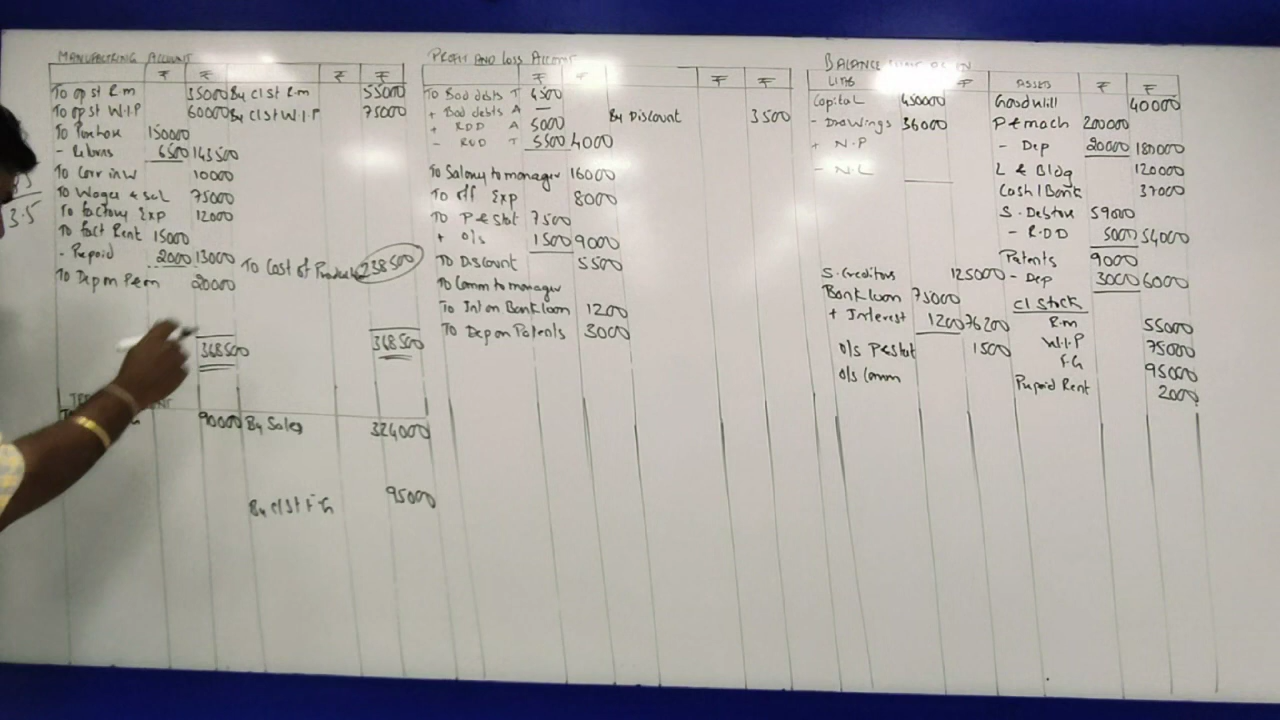 MANUFACTRING ACCOUNT
₹ ₹ ₹ ₹
To op st R.m 35000 By cl st R.m 55000
To op st W.I.P 60000 By cl st W.I.P 75000
To Purchase 150000
- Returns 6500 143500
To Carr inw 10000
To Wages & sal 75000
To factory Exp 12000
To fact Rent 15000
- Prepaid 2000 13000 To Cost of 238500
To Dep on P&m 20000
368500 368500
90000 By Sales 324000
By cl St F.G 95000
PROFIT AND LOSS ACCOUNT
₹ ₹ ₹ ₹
To Bad debts T 4500
+ Bad debts A —
+ RDD A 5000 By Discount 3500
- RDD T 5500 4000
To Salary to manager 16000
To off Exp 8000
To P & Stat 7500
+ o/s 1500 9000
To Discount 5500
To Comm to manager
To Int on Bank loan 1200
To Dep on Patents 3000
BALANCE IN
LIAB ₹ ASSETS ₹ ₹
Capital 450000 Goodwill 40000
- Drawings 36000 P & mach 200000
+ N.P - Dep 20000 180000
- N.L L & Bldg 120000
Cash/Bank 37000
S. Debtors 59000
- R.D.D 5000 54000
Patents 9000
S. Creditors 125000 - Dep 3000 6000
Bank loan 75000 cl Stock
+ Interest 1200 76200 R.m 55000
o/s P&stat 1500 W.I.P 75000
o/s Comm F.G 95000
Prepaid Rent 2000
3.5